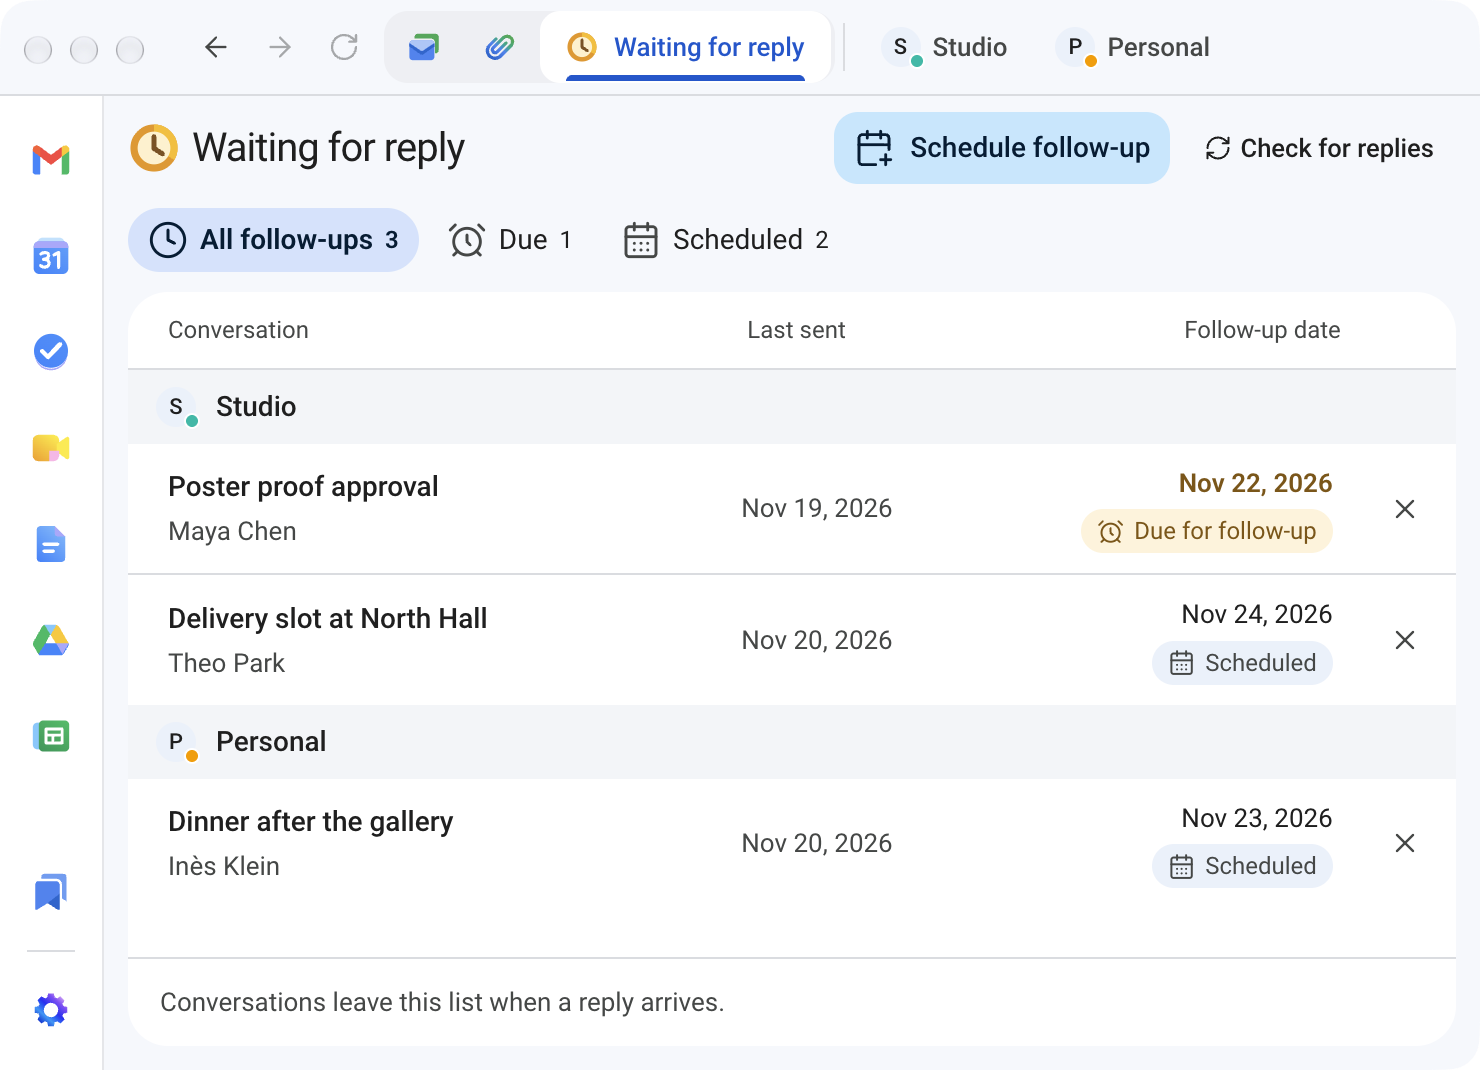 Waiting for reply
S Studio
P Personal
Waiting for reply
Schedule follow-up
Check for replies
31
All follow-ups 3
Due 1
Scheduled 2
Conversation
Last sent
Follow-up date
S Studio
Poster proof approval
Maya Chen
Nov 19, 2026
Nov 22, 2026
Due for follow-up
Delivery slot at North Hall
Theo Park
Nov 20, 2026
Nov 24, 2026
Scheduled
P Personal
Dinner after the gallery
Inès Klein
Nov 20, 2026
Nov 23, 2026
Scheduled
Conversations leave this list when a reply arrives.